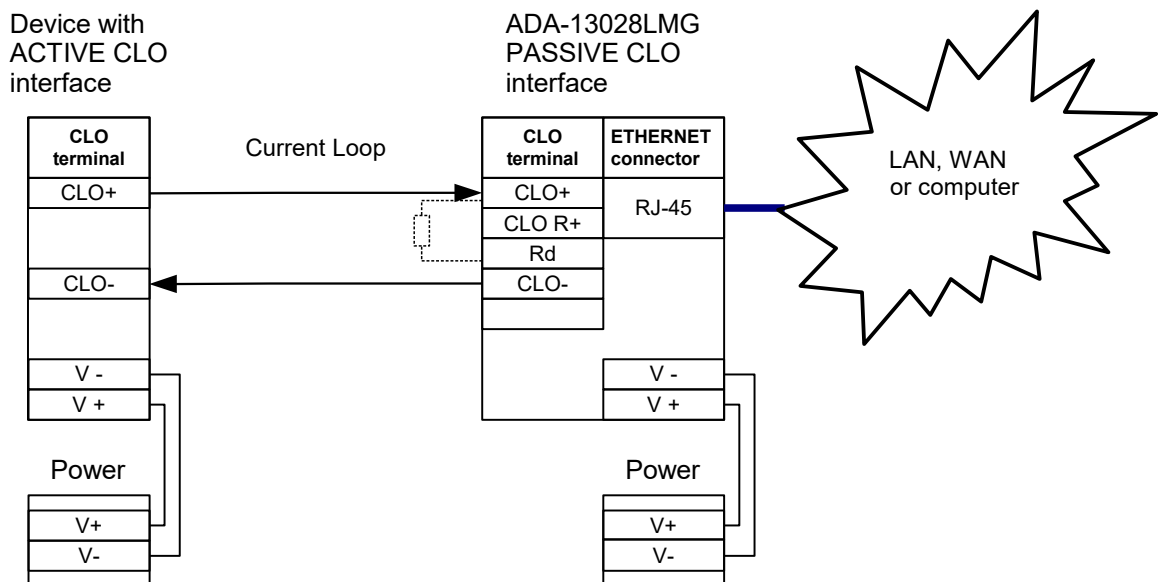 Device with
ACTIVE CLO
interface
ADA-13028LMG
PASSIVE CLO
interface
CLO
terminal
Current Loop
CLO
terminal
ETHERNET
connector
LAN, WAN
or computer
CLO+
CLO+
RJ-45
CLO R+
Rd
CLO-
CLO-
V -
V +
V -
V +
Power
Power
V+
V-
V+
V-